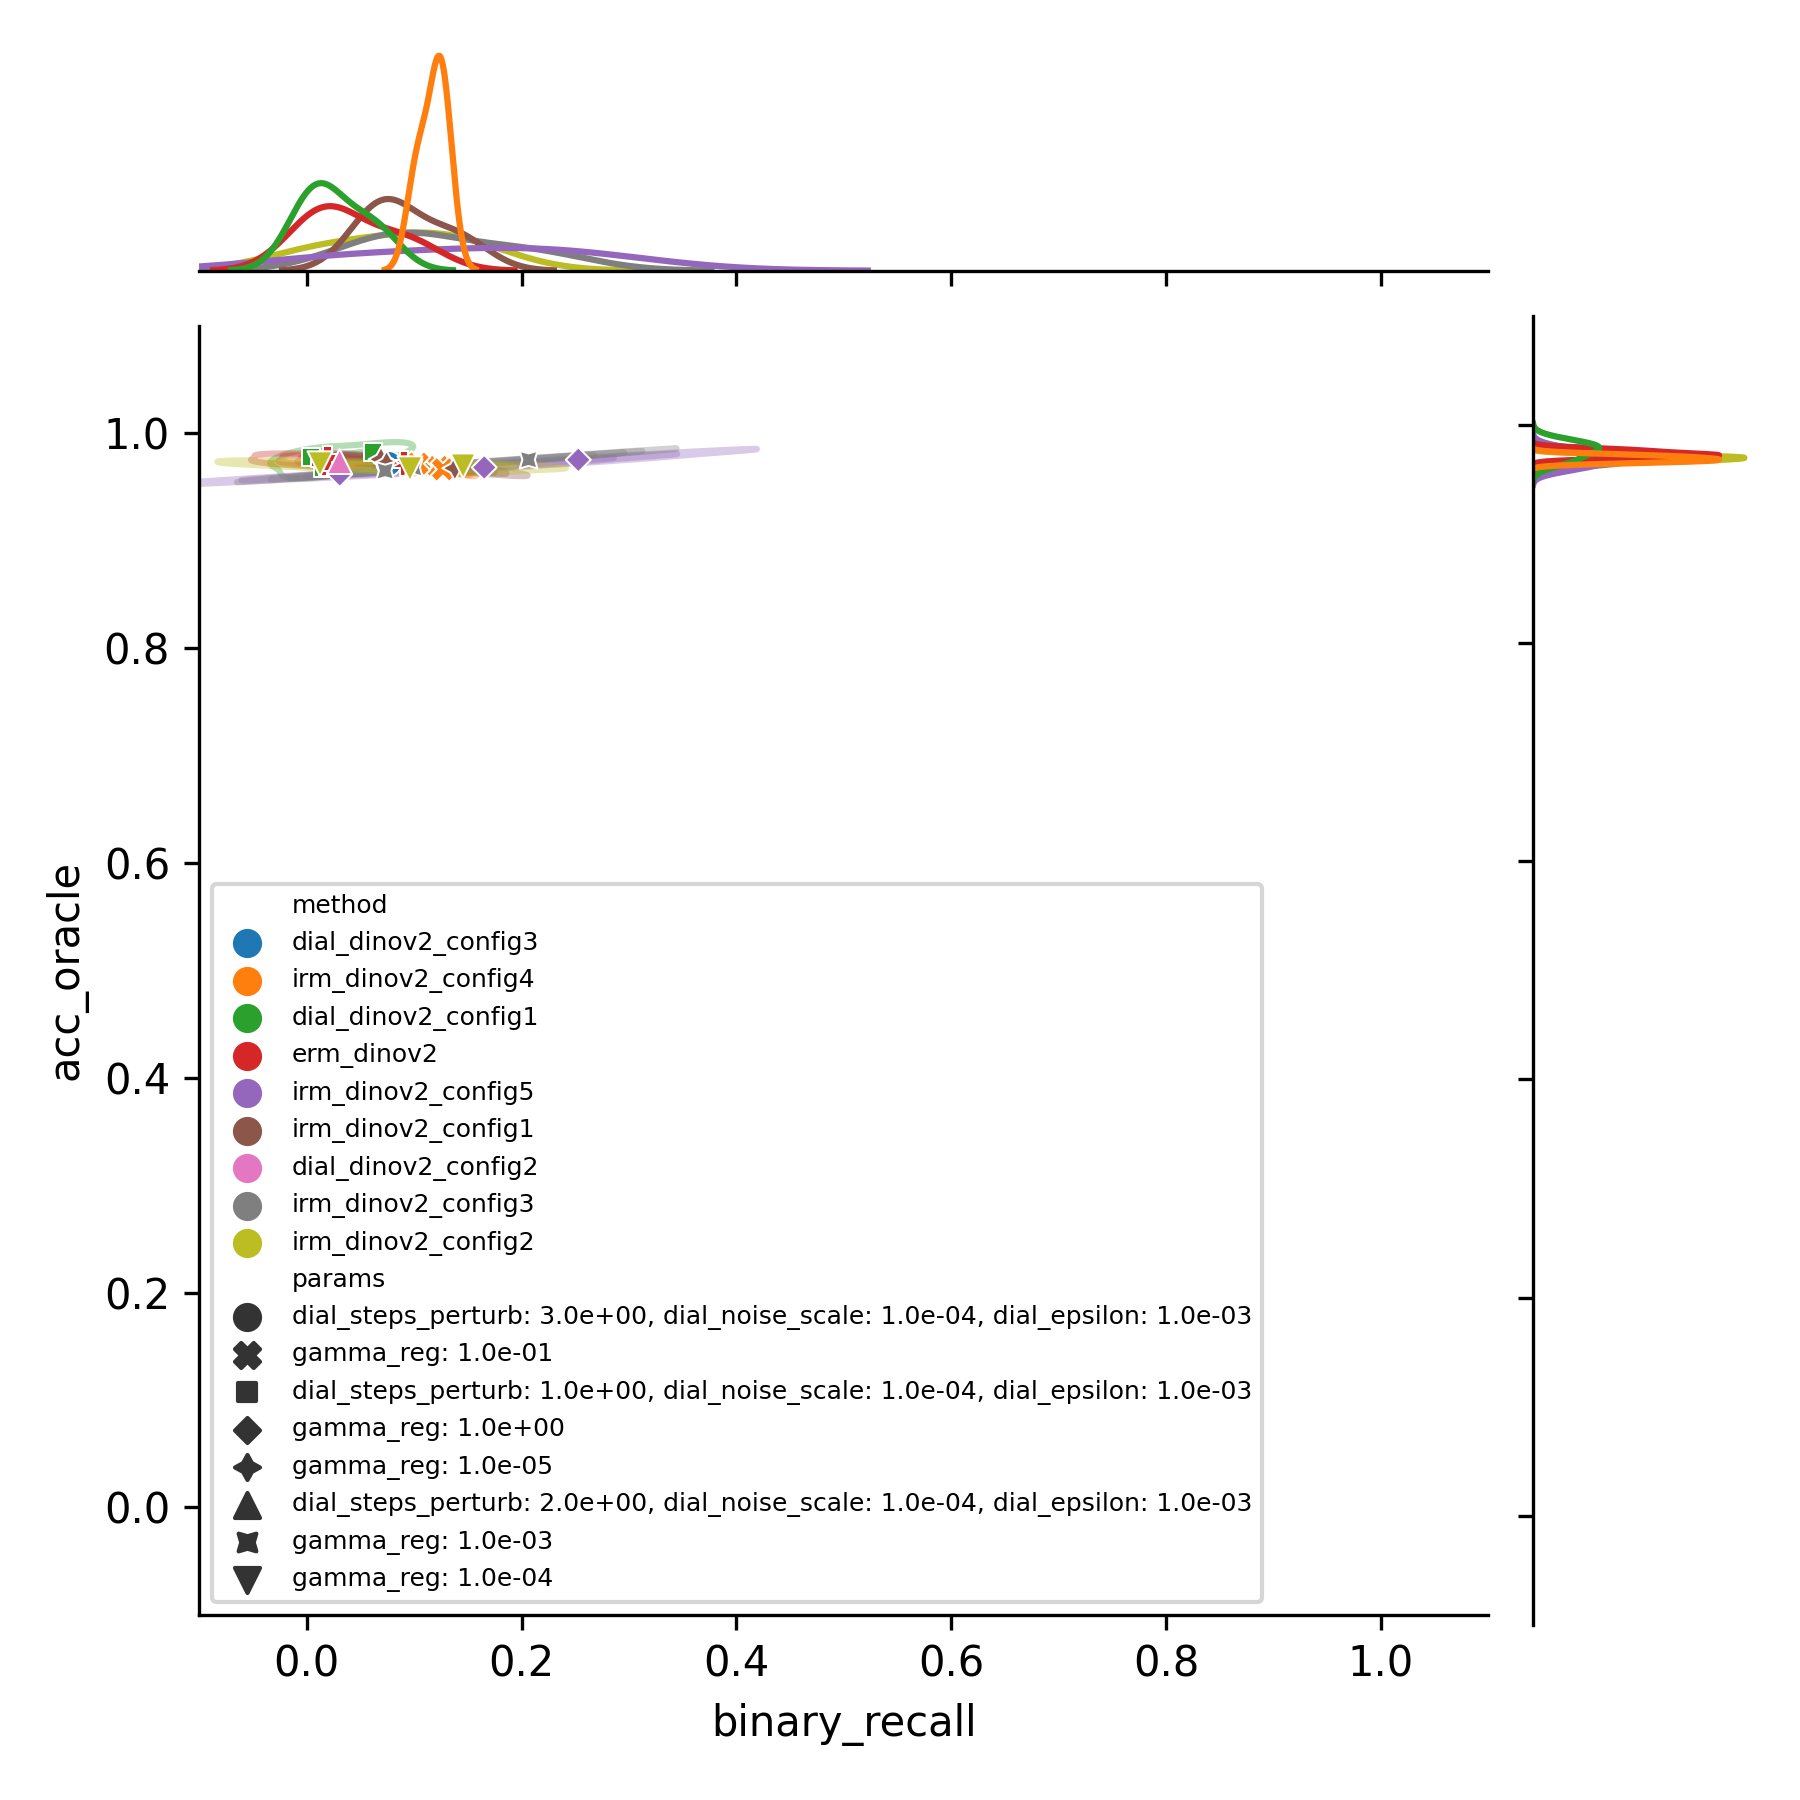 1.0
0.8
0.6
0.4
0.2
0.0
acc_oracle
method
dial_dinov2_config3
irm_dinov2_config4
dial_dinov2_config1
erm_dinov2
irm_dinov2_config5
irm_dinov2_config1
dial_dinov2_config2
irm_dinov2_config3
irm_dinov2_config2
params
dial_steps_perturb: 3.0e+00, dial_noise_scale: 1.0e-04, dial_epsilon: 1.0e-03
gamma_reg: 1.0e-01
dial_steps_perturb: 1.0e+00, dial_noise_scale: 1.0e-04, dial_epsilon: 1.0e-03
gamma_reg: 1.0e+00
gamma_reg: 1.0e-05
dial_steps_perturb: 2.0e+00, dial_noise_scale: 1.0e-04, dial_epsilon: 1.0e-03
gamma_reg: 1.0e-03
gamma_reg: 1.0e-04
0.0 0.2 0.4 0.6 0.8 1.0
binary_recall